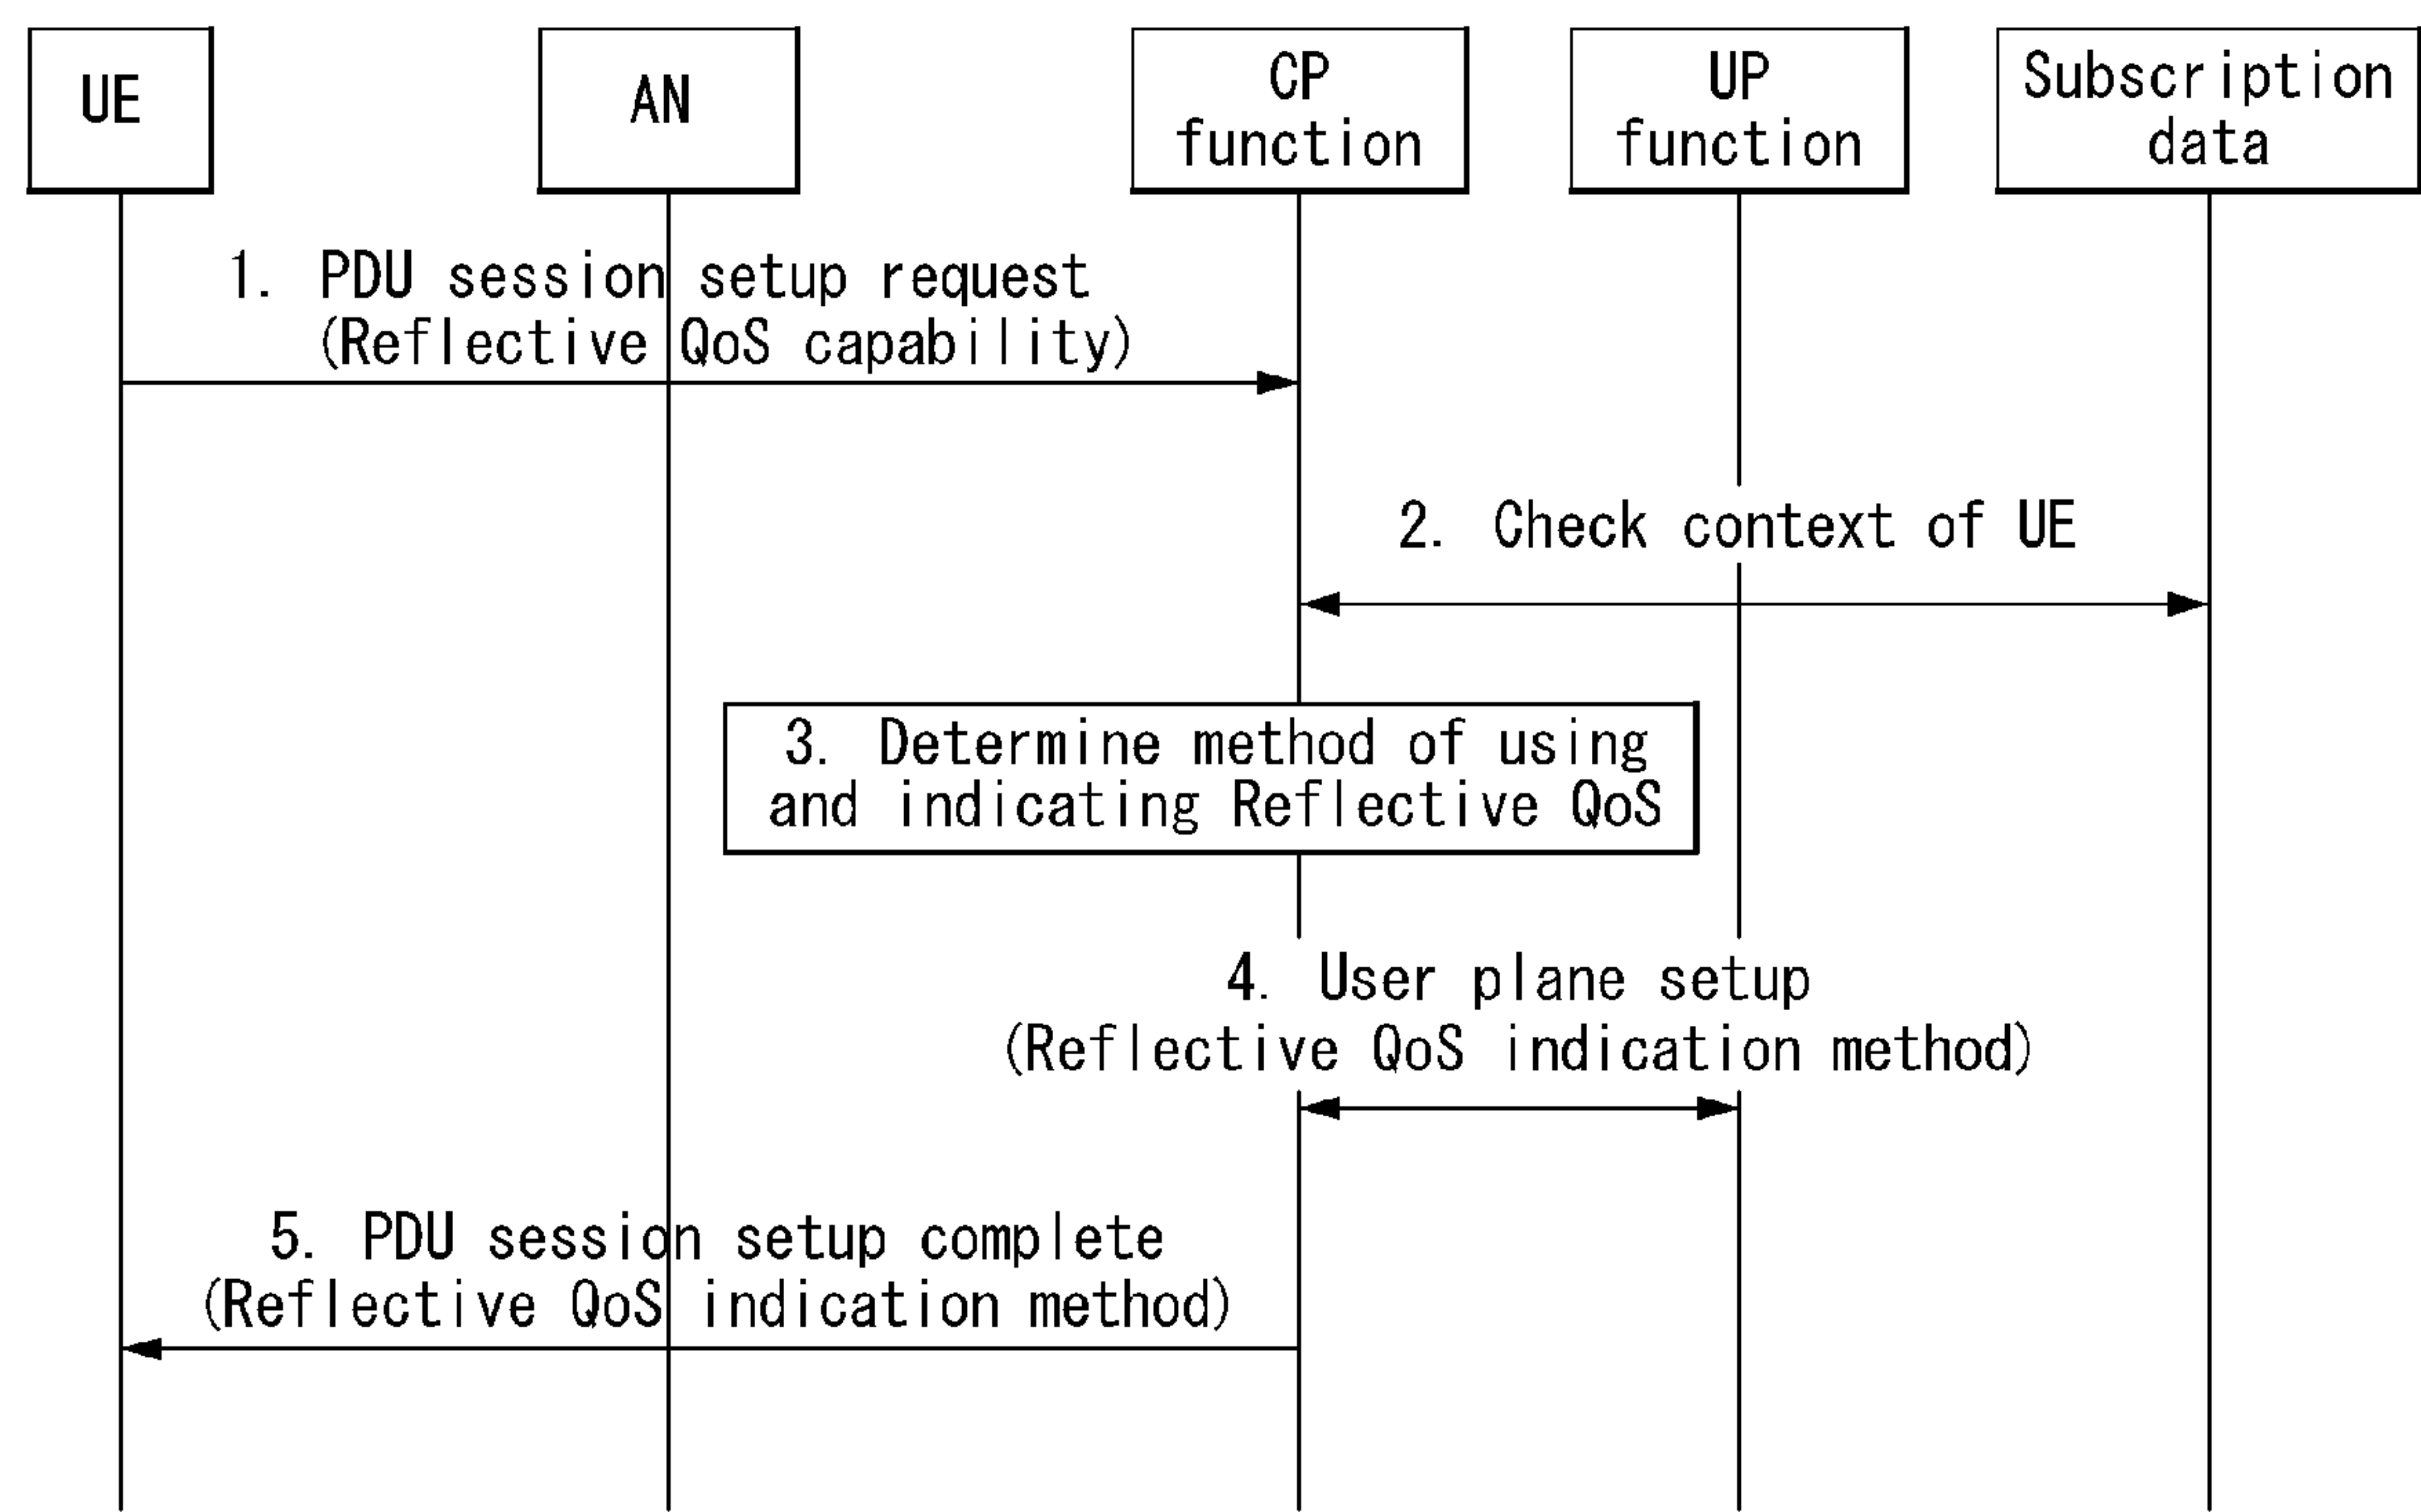 UE
AN
CP
function
UP
function
Subscription
data
1. PDU session setup request
(Reflective QoS capability)
2. Check context of UE
3. Determine method of using
and indicating Reflective QoS
4. User plane setup
(Reflective QoS indication method)
5. PDU session setup complete
(Reflective QoS indication method)